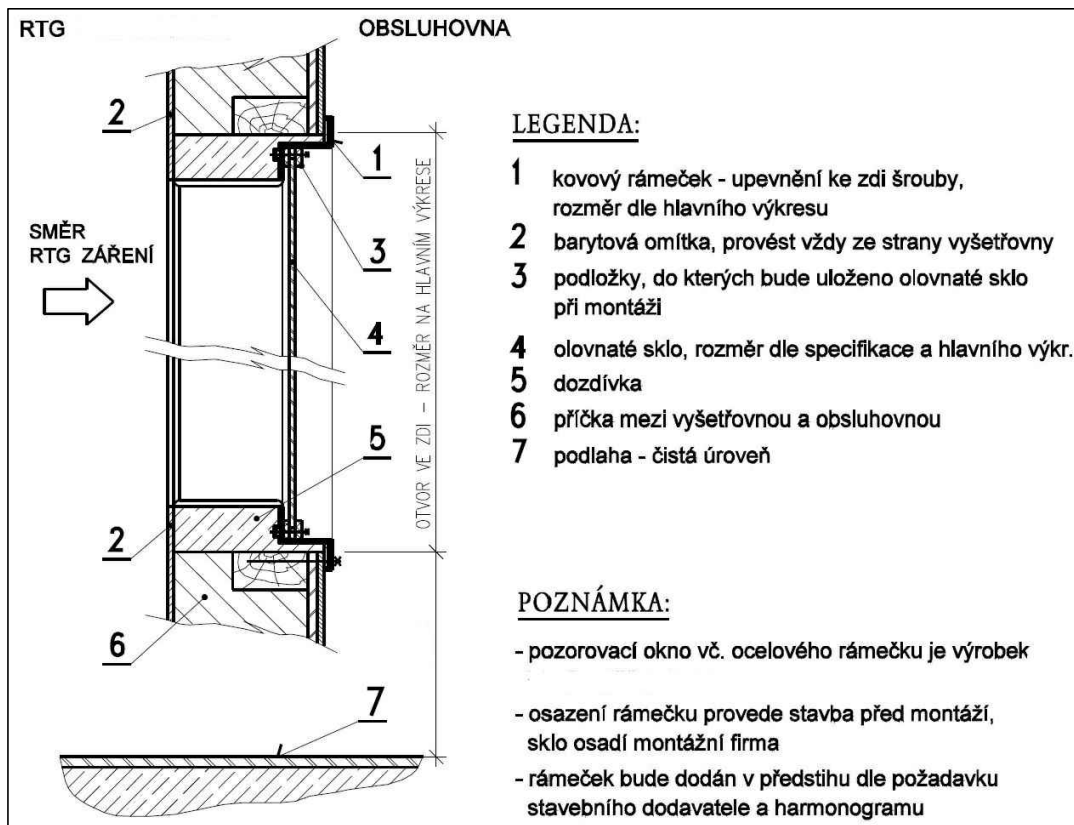 RTG
OBSLUHOVNA
2
1
SMĚR
RTG ZÁŘENÍ
3
4
5
2
6
7
OTVOR VE ZDI – ROZMĚR NA HLAVNÍM VÝKRESE
LEGENDA:
1 kovový rámeček - upevnění ke zdi šrouby,
rozměr dle hlavního výkresu
2 barytová omítka, provést vždy ze strany vyšetřovny
3 podložky, do kterých bude uloženo olovnaté sklo
při montáži
4 olovnaté sklo, rozměr dle specifikace a hlavního výkr.
5 dozdívka
6 příčka mezi vyšetřovnou a obsluhovnou
7 podlaha - čistá úroveň
POZNÁMKA:
- pozorovací okno vč. ocelového rámečku je výrobek
- osazení rámečku provede stavba před montáží,
sklo osadí montážní firma
- rámeček bude dodán v předstihu dle požadavku
stavebního dodavatele a harmonogramu